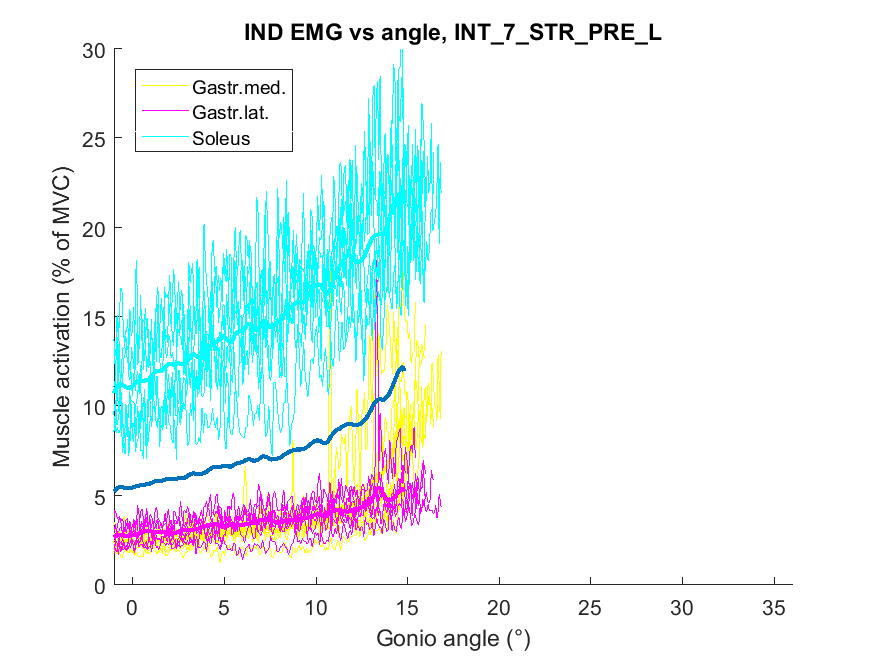 IND EMG vs angle, INT_7_STR_PRE_L
Muscle activation (% of MVC)
30
25
20
15
10
5
0
Gastr.med.
Gastr.lat.
Soleus
0 5 10 15 20 25 30 35
Gonio angle (°)